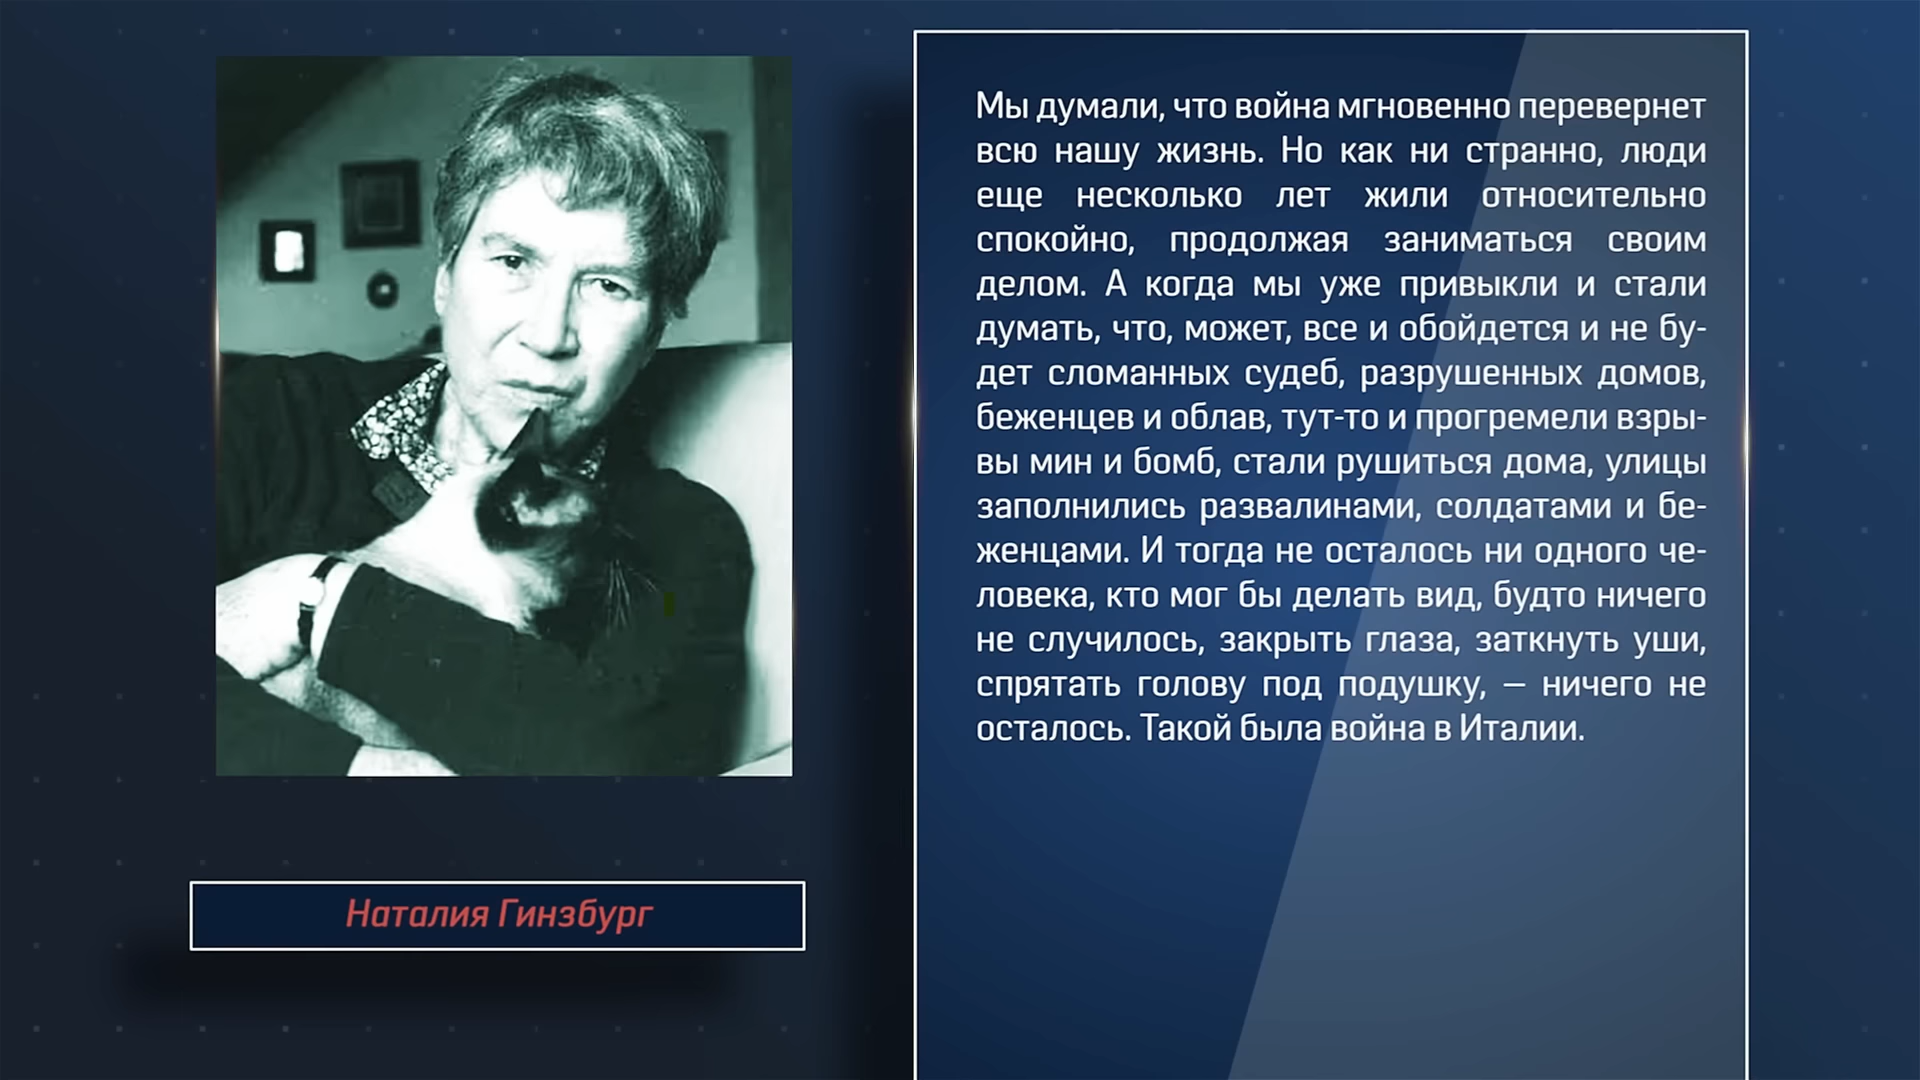 Мы думали, что война мгновенно перевернет
всю нашу жизнь. Но как ни странно, люди
еще несколько лет жили относительно
спокойно, продолжая заниматься своим
делом. А когда мы уже привыкли и стали
думать, что, может, все и обойдется и не бу-
дет сломанных судеб, разрушенных домов,
беженцев и облав, тут-то и прогремели взры-
вы мин и бомб, стали рушиться дома, улицы
заполнились развалинами, солдатами и бе-
женцами. И тогда не осталось ни одного че-
ловека, кто мог бы делать вид, будто ничего
не случилось, закрыть глаза, заткнуть уши,
спрятать голову под подушку, – ничего не
осталось. Такой была война в Италии.
Наталия Гинзбург